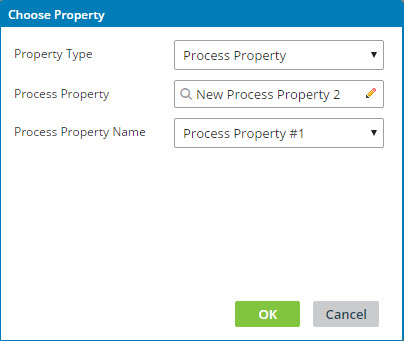 Choose Property
Property Type Process Property
Process Property New Process Property 2
Process Property Name Process Property #1
OK Cancel